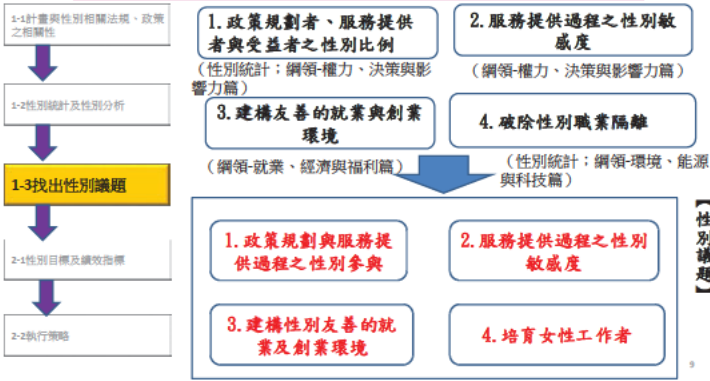 1-1計畫與性別相關法規、政策
之相關性
1-2性別統計及性別分析
1-3找出性別議題
2-1性別目標及績效指標
2-2執行策略
1.政策規劃者、服務提供
者與受益者之性別比例
（性別統計；綱領-權力、決策與影
響力篇）
2.服務提供過程之性別敏
感度
（綱領-權力、決策與影響力篇）
3.建構友善的就業與創業
環境
（綱領-就業、經濟與福利篇）
4.破除性別職業隔離
（性別統計；綱領-環境、能源
與科技篇）
1.政策規劃與服務提
供過程之性別參與
2.服務提供過程之性別
敏感度
3.建構性別友善的就
業及創業環境
4.培育女性工作者
【性別議題】
9